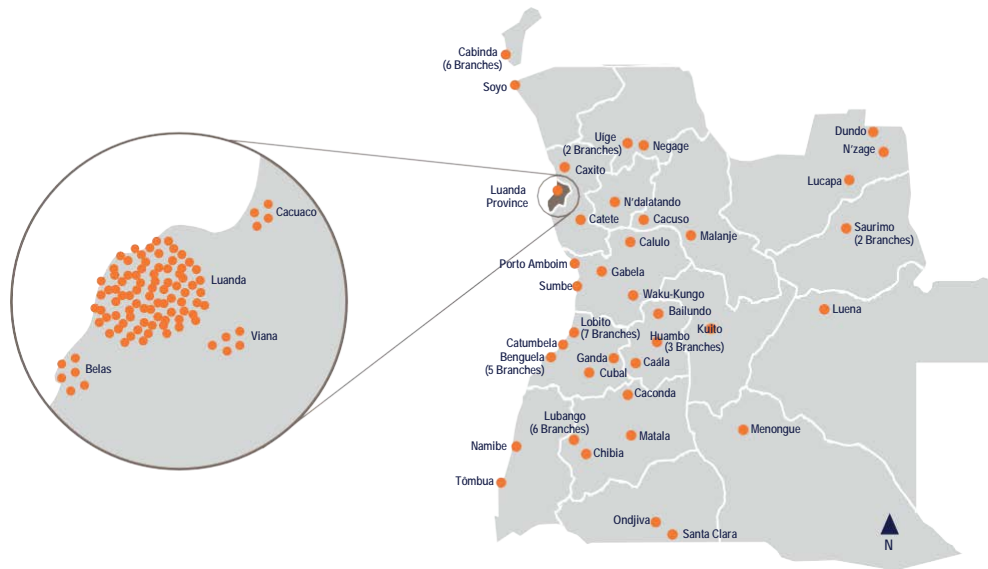 Cabinda
(6 Branches)
Soyo
Uíge
(2 Branches)
Negage
Dundo
N'zage
Caxito
Lucapa
Luanda
Province
N'dalatando
Catete
Cacuso
Malanje
Saurimo
(2 Branches)
Calulo
Porto Amboim
Gabela
Sumbe
Waku-Kungo
Bailundo
Luena
Lobito
(7 Branches)
Kuito
Huambo
(3 Branches)
Catumbela
Benguela
(5 Branches)
Ganda
Caála
Cubal
Caconda
Lubango
(6 Branches)
Matala
Menongue
Namibe
Chibia
Tômbua
Ondjiva
Santa Clara
N
Cacuaco
Luanda
Viana
Belas